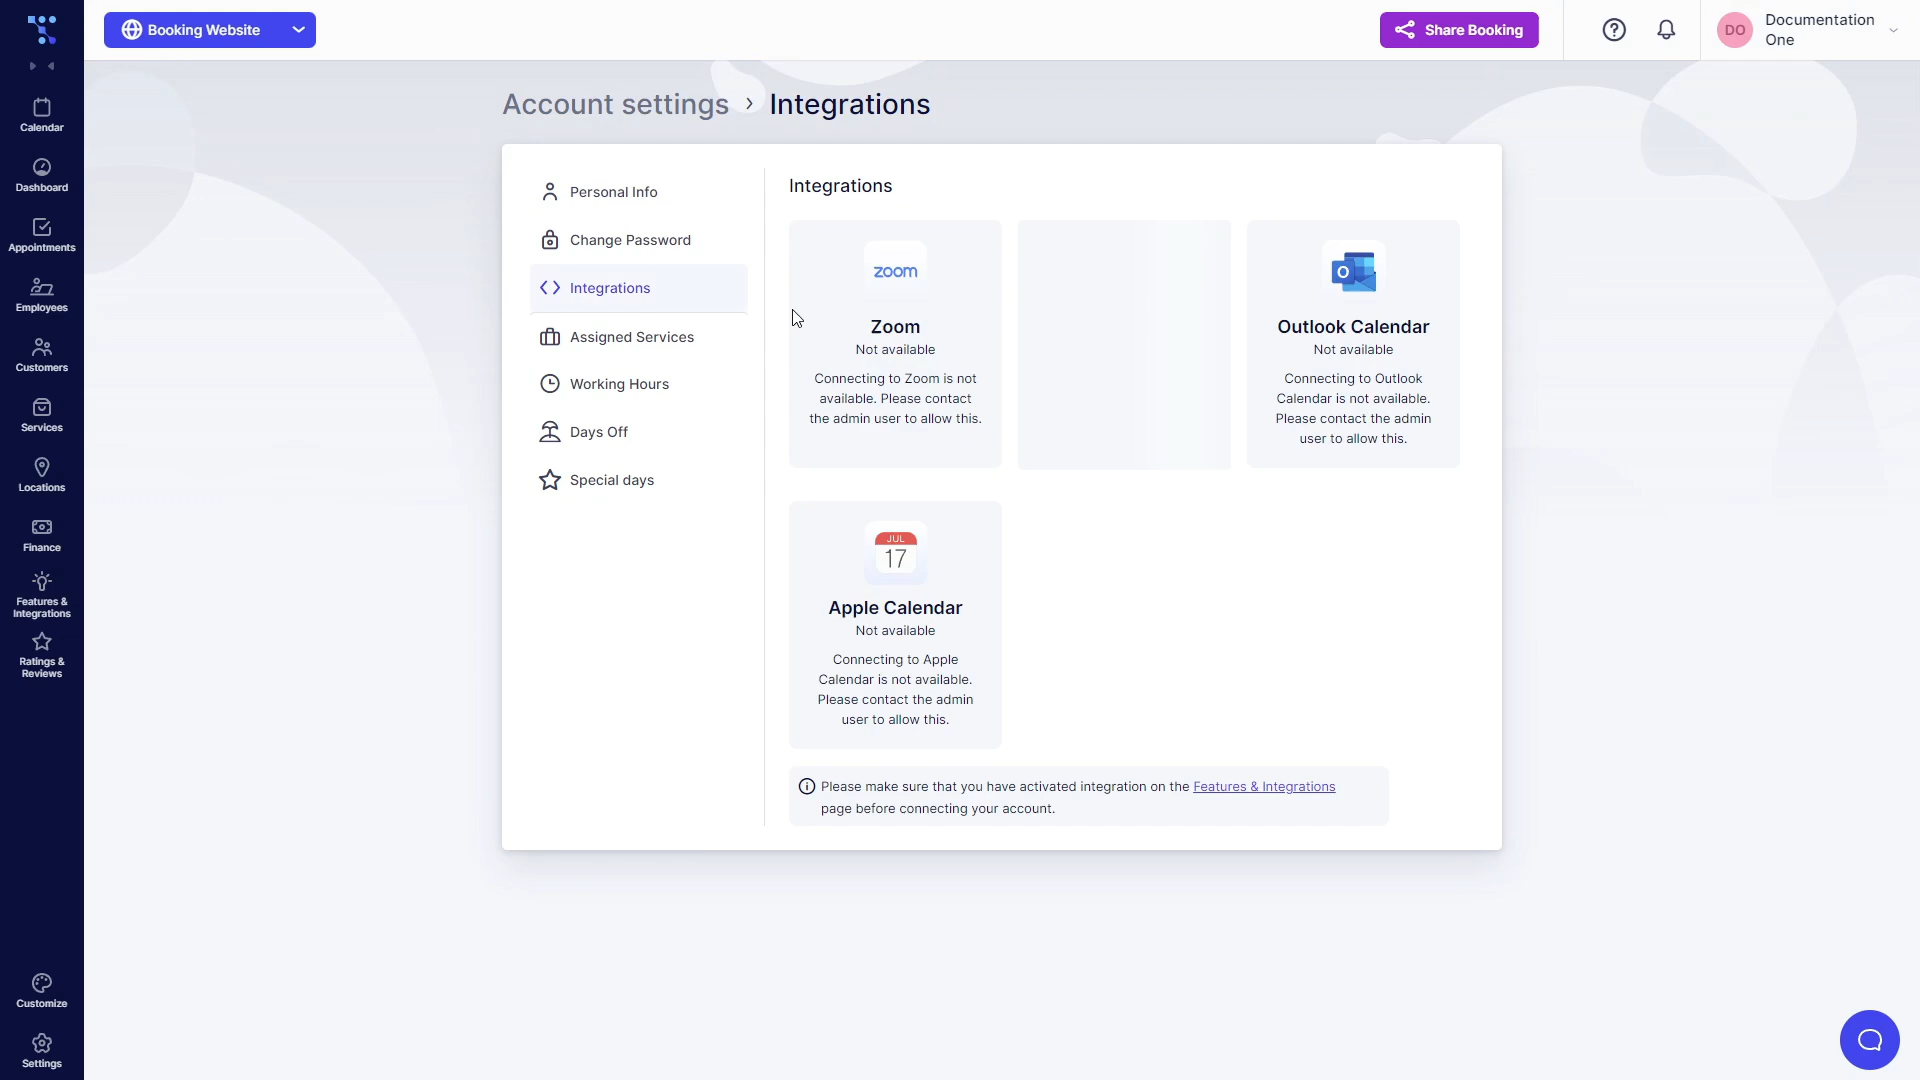 Booking Website
Share Booking
DO
Documentation
One
Calendar
Dashboard
Appointments
Employees
Customers
Services
Locations
Finance
Features &
Integrations
Ratings &
Reviews
Customize
Settings
Account settings › Integrations
Personal Info
Change Password
Integrations
Assigned Services
Working Hours
Days Off
Special days
Integrations
zoom
Zoom
Not available
Connecting to Zoom is not
available. Please contact
the admin user to allow this.
O
Outlook Calendar
Not available
Connecting to Outlook
Calendar is not available.
Please contact the admin
user to allow this.
JUL
17
Apple Calendar
Not available
Connecting to Apple
Calendar is not available.
Please contact the admin
user to allow this.
Please make sure that you have activated integration on the Features & Integrations
page before connecting your account.